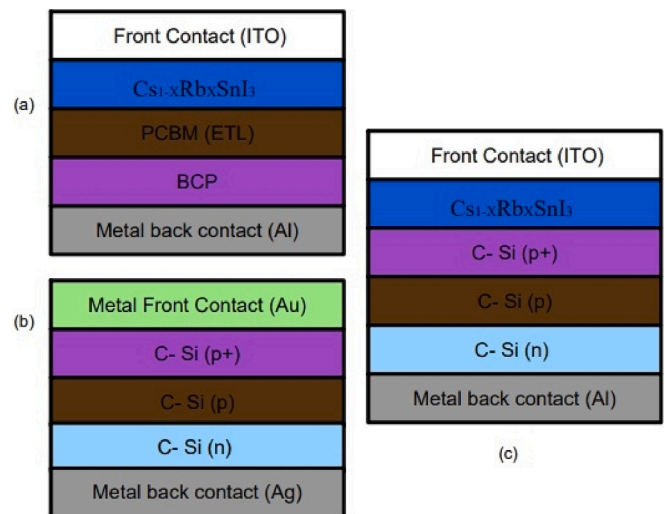 (a)
Front Contact (ITO)
Cs₁₋ₓRbₓSnI₃
PCBM (ETL)
BCP
Metal back contact (Al)
(b)
Metal Front Contact (Au)
C- Si (p+)
C- Si (p)
C- Si (n)
Metal back contact (Ag)
Front Contact (ITO)
Cs₁₋ₓRbₓSnI₃
C- Si (p+)
C- Si (p)
C- Si (n)
Metal back contact (Al)
(c)